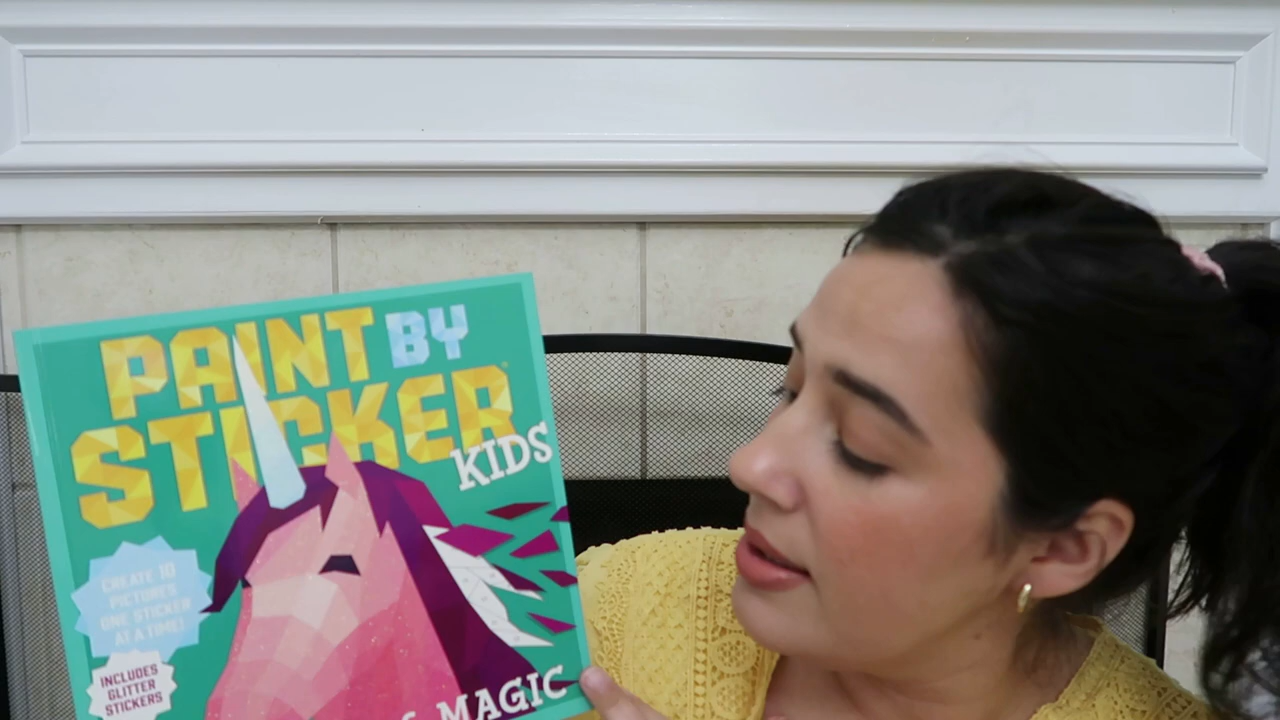 PAINT BY
STICKER
KIDS
CREATE 10
PICTURES
ONE STICKER
AT A TIME!
INCLUDES
GLITTER
STICKERS
& MAGIC